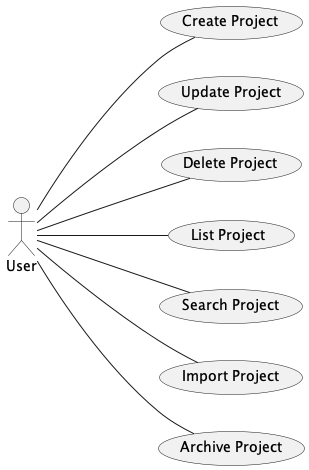 Create Project
Update Project
Delete Project
List Project
User
Search Project
Import Project
Archive Project